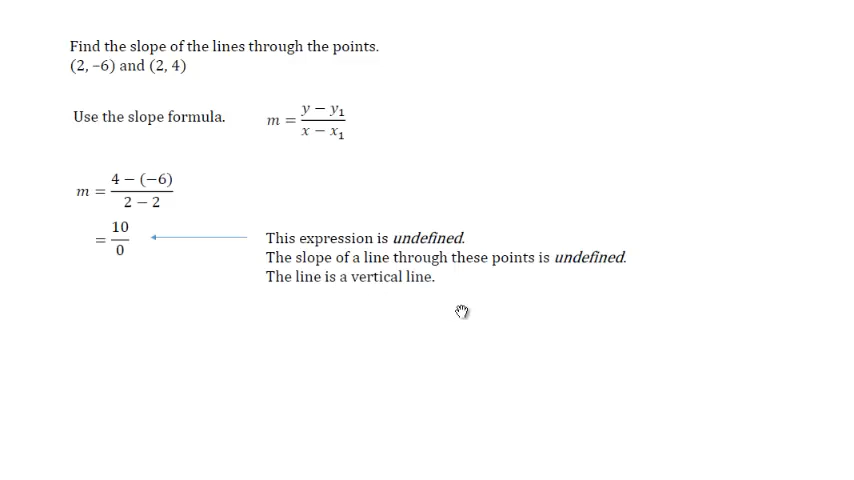 Find the slope of the lines through the points.
(2, −6) and (2, 4)
Use the slope formula. m = (y − y₁)/(x − x₁)
m = (4 − (−6))/(2 − 2)
= 10/0
This expression is undefined.
The slope of a line through these points is undefined.
The line is a vertical line.